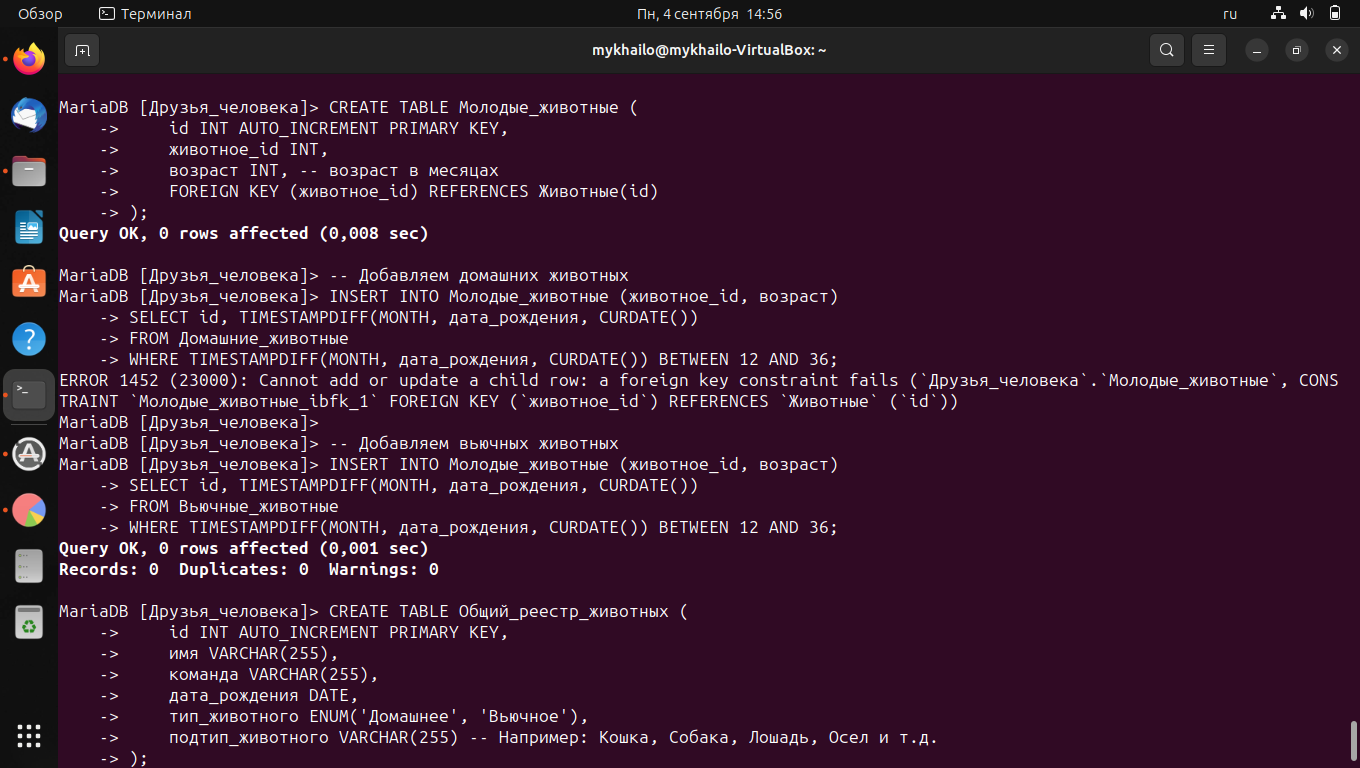 Обзор Терминал Пн, 4 сентября 14:56 ru
mykhailo@mykhailo-VirtualBox: ~
MariaDB [Друзья_человека]> CREATE TABLE Молодые_животные (
-> id INT AUTO_INCREMENT PRIMARY KEY,
-> животное_id INT,
-> возраст INT, -- возраст в месяцах
-> FOREIGN KEY (животное_id) REFERENCES Животные(id)
-> );
Query OK, 0 rows affected (0,008 sec)
MariaDB [Друзья_человека]> -- Добавляем домашних животных
MariaDB [Друзья_человека]> INSERT INTO Молодые_животные (животное_id, возраст)
-> SELECT id, TIMESTAMPDIFF(MONTH, дата_рождения, CURDATE())
-> FROM Домашние_животные
-> WHERE TIMESTAMPDIFF(MONTH, дата_рождения, CURDATE()) BETWEEN 12 AND 36;
ERROR 1452 (23000): Cannot add or update a child row: a foreign key constraint fails (`Друзья_человека`.`Молодые_животные`, CONS
TRAINT `Молодые_животные_ibfk_1` FOREIGN KEY (`животное_id`) REFERENCES `Животные` (`id`))
MariaDB [Друзья_человека]>
MariaDB [Друзья_человека]> -- Добавляем вьючных животных
MariaDB [Друзья_человека]> INSERT INTO Молодые_животные (животное_id, возраст)
-> SELECT id, TIMESTAMPDIFF(MONTH, дата_рождения, CURDATE())
-> FROM Вьючные_животные
-> WHERE TIMESTAMPDIFF(MONTH, дата_рождения, CURDATE()) BETWEEN 12 AND 36;
Query OK, 0 rows affected (0,001 sec)
Records: 0 Duplicates: 0 Warnings: 0
MariaDB [Друзья_человека]> CREATE TABLE Общий_реестр_животных (
-> id INT AUTO_INCREMENT PRIMARY KEY,
-> имя VARCHAR(255),
-> команда VARCHAR(255),
-> дата_рождения DATE,
-> тип_животного ENUM('Домашнее', 'Вьючное'),
-> подтип_животного VARCHAR(255) -- Например: Кошка, Собака, Лошадь, Осел и т.д.
-> );